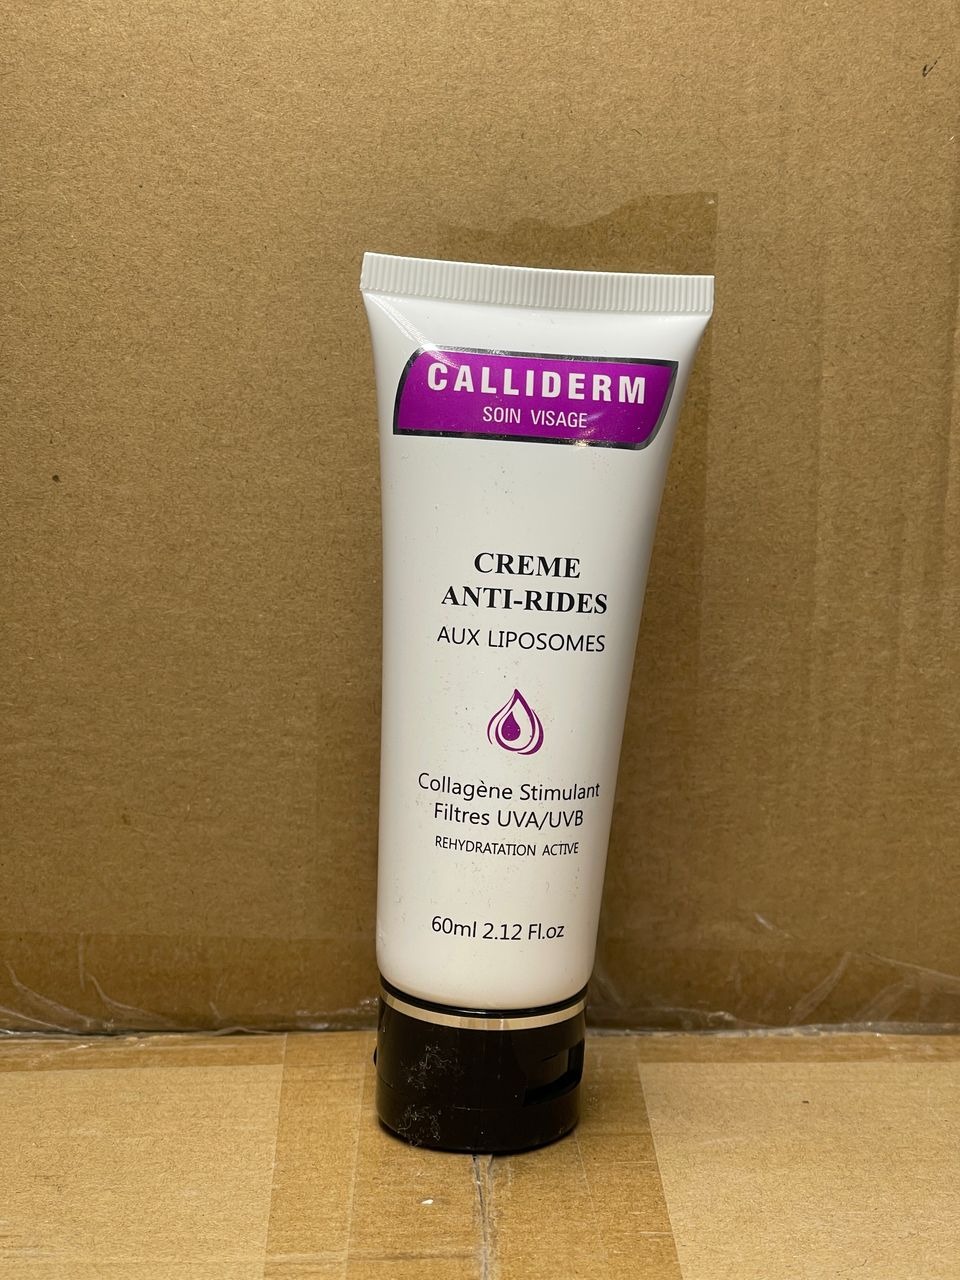 CALLIDERM
SOIN VISAGE
CREME
ANTI-RIDES
AUX LIPOSOMES
Collagène Stimulant
Filtres UVA/UVB
REHYDRATATION ACTIVE
60ml 2.12 Fl.oz